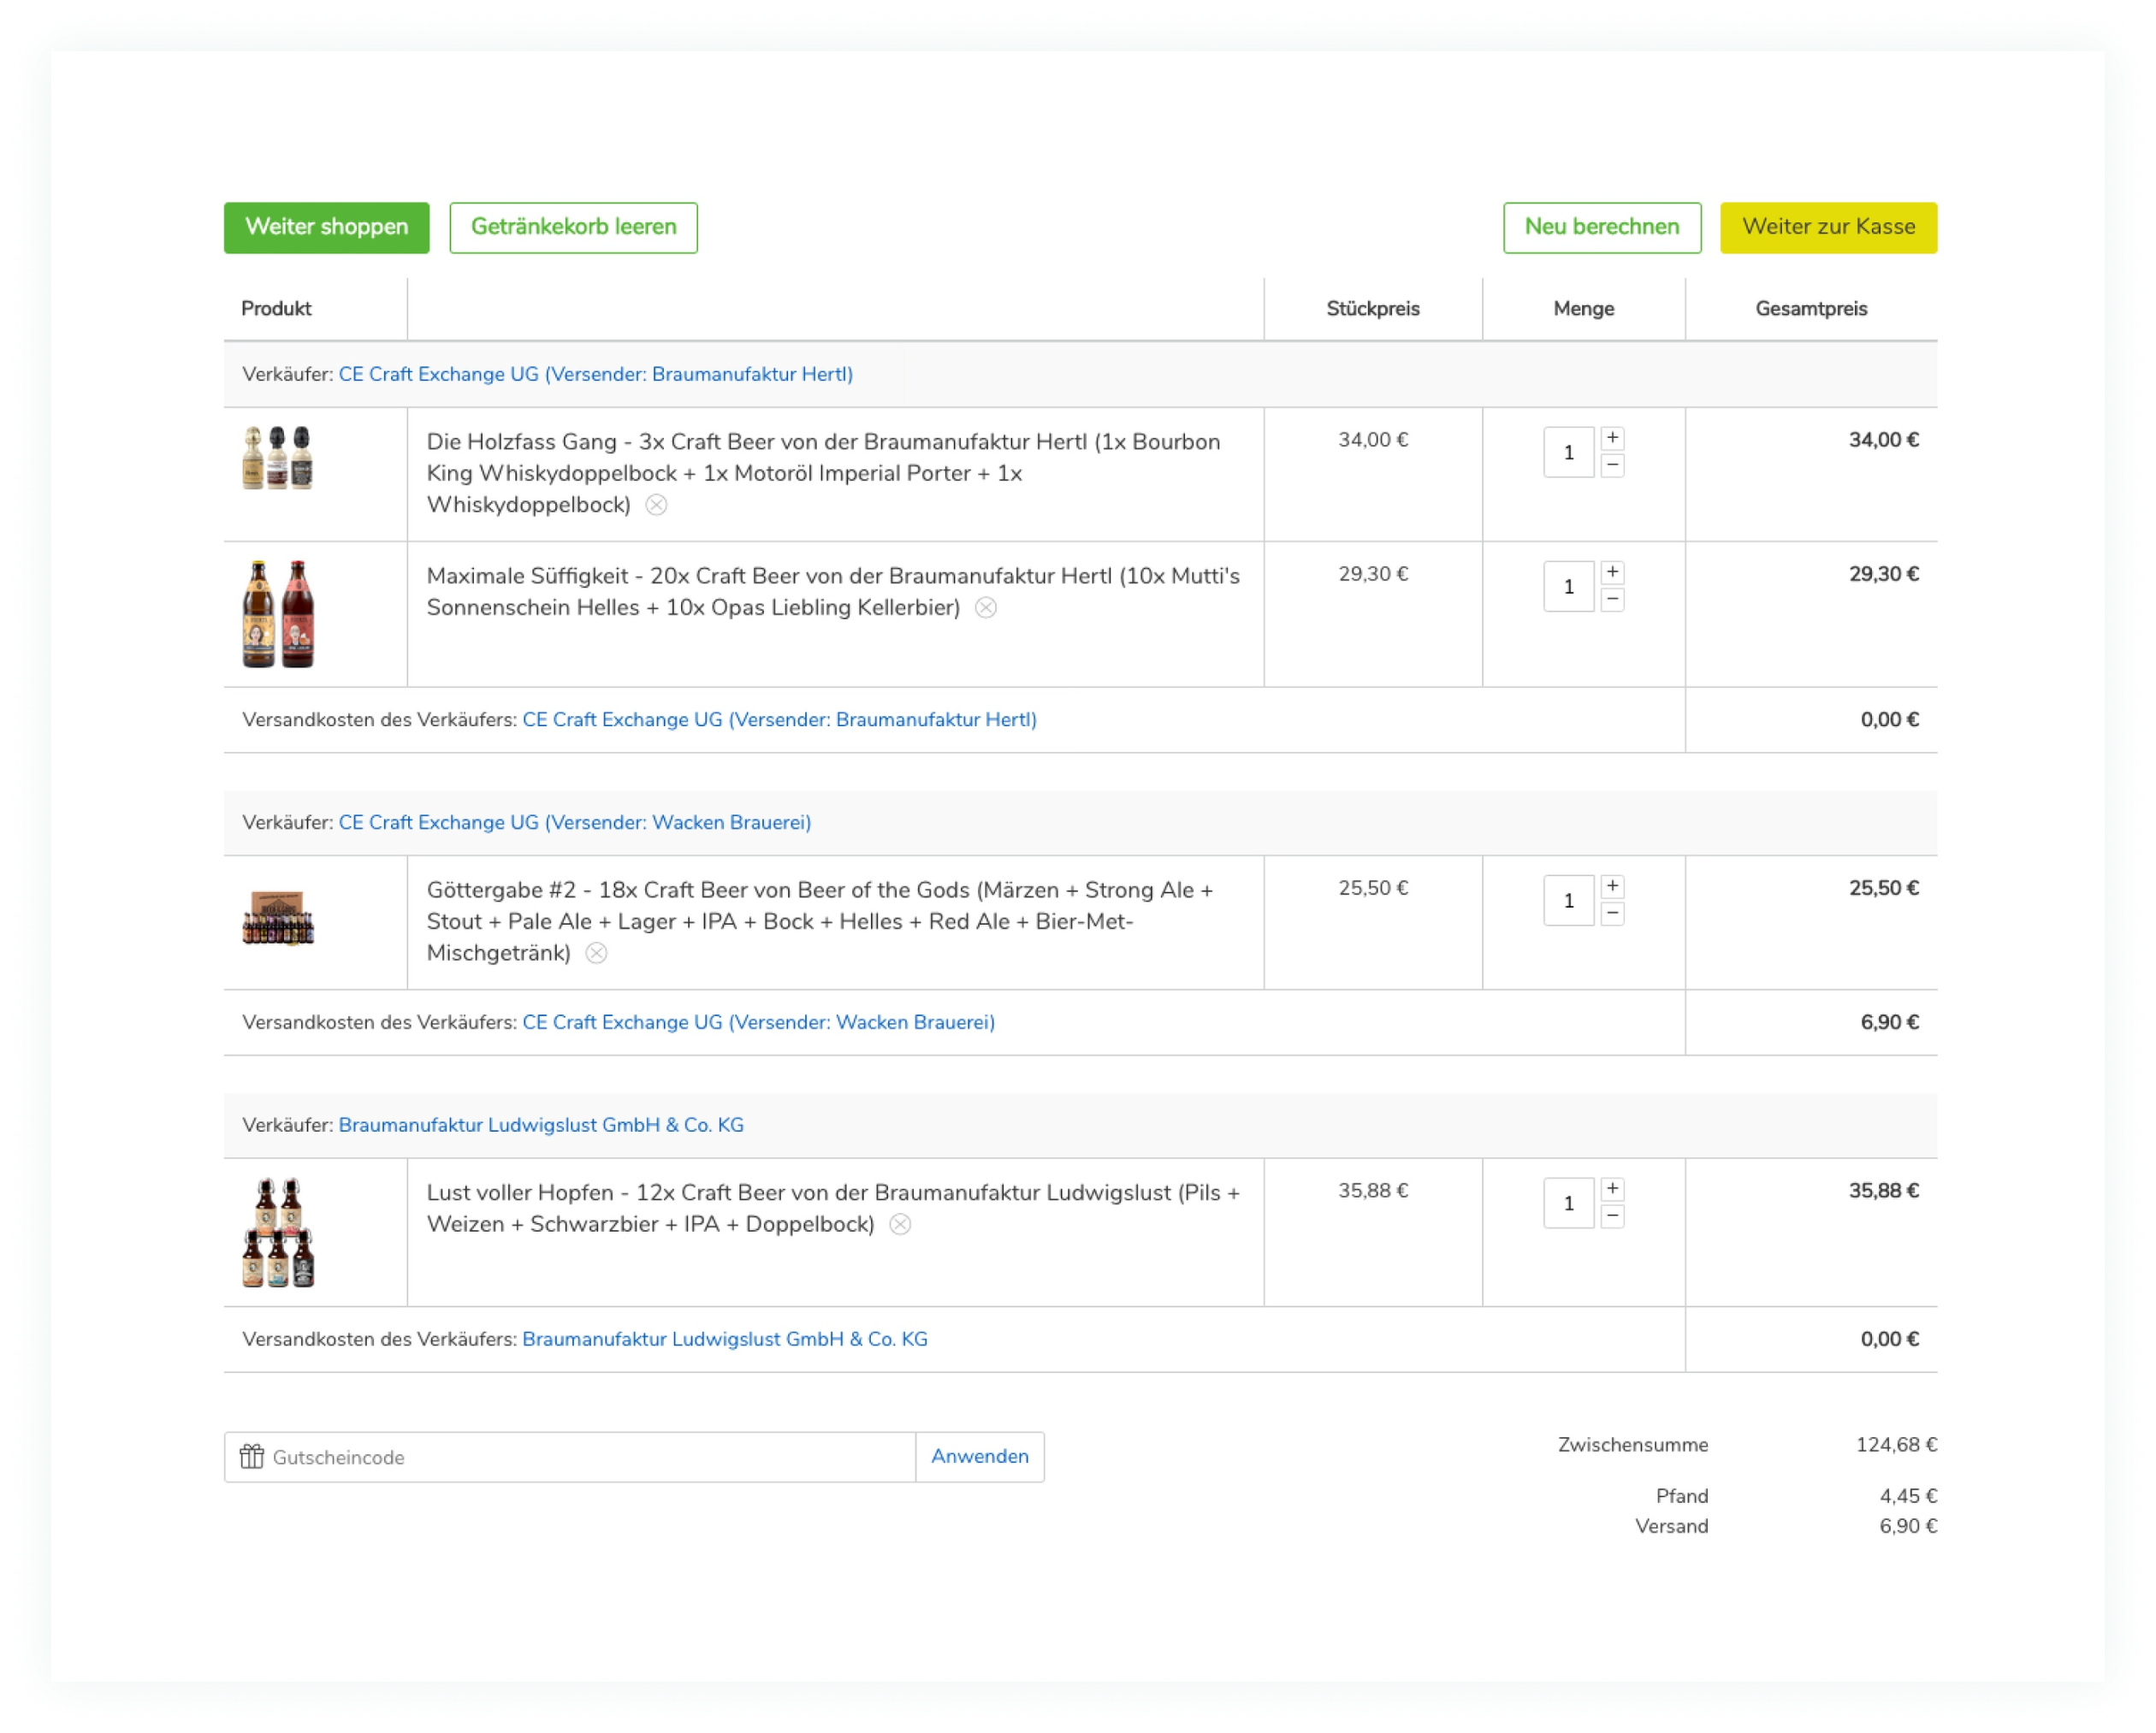 Weiter shoppen Getränkekorb leeren Neu berechnen Weiter zur Kasse
Produkt Stückpreis Menge Gesamtpreis
Verkäufer: CE Craft Exchange UG (Versender: Braumanufaktur Hertl)
Die Holzfass Gang - 3x Craft Beer von der Braumanufaktur Hertl (1x Bourbon 34,00 € 1 + − 34,00 €
King Whiskydoppelbock + 1x Motoröl Imperial Porter + 1x
Whiskydoppelbock)
Maximale Süffigkeit - 20x Craft Beer von der Braumanufaktur Hertl (10x Mutti's 29,30 € 1 + − 29,30 €
Sonnenschein Helles + 10x Opas Liebling Kellerbier)
Versandkosten des Verkäufers: CE Craft Exchange UG (Versender: Braumanufaktur Hertl) 0,00 €
Verkäufer: CE Craft Exchange UG (Versender: Wacken Brauerei)
Göttergabe #2 - 18x Craft Beer von Beer of the Gods (Märzen + Strong Ale + 25,50 € 1 + − 25,50 €
Stout + Pale Ale + Lager + IPA + Bock + Helles + Red Ale + Bier-Met-
Mischgetränk)
Versandkosten des Verkäufers: CE Craft Exchange UG (Versender: Wacken Brauerei) 6,90 €
Verkäufer: Braumanufaktur Ludwigslust GmbH & Co. KG
Lust voller Hopfen - 12x Craft Beer von der Braumanufaktur Ludwigslust (Pils + 35,88 € 1 + − 35,88 €
Weizen + Schwarzbier + IPA + Doppelbock)
Versandkosten des Verkäufers: Braumanufaktur Ludwigslust GmbH & Co. KG 0,00 €
Gutscheincode Anwenden Zwischensumme 124,68 €
Pfand 4,45 €
Versand 6,90 €